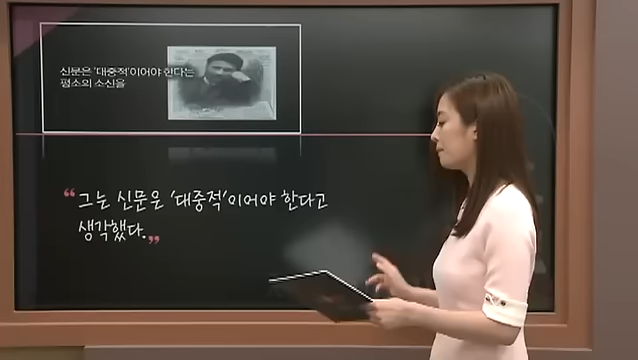 신문은 '대중적'이어야 한다는
평소의 소신을
“그는 신문은 '대중적'이어야 한다고
생각했다.”